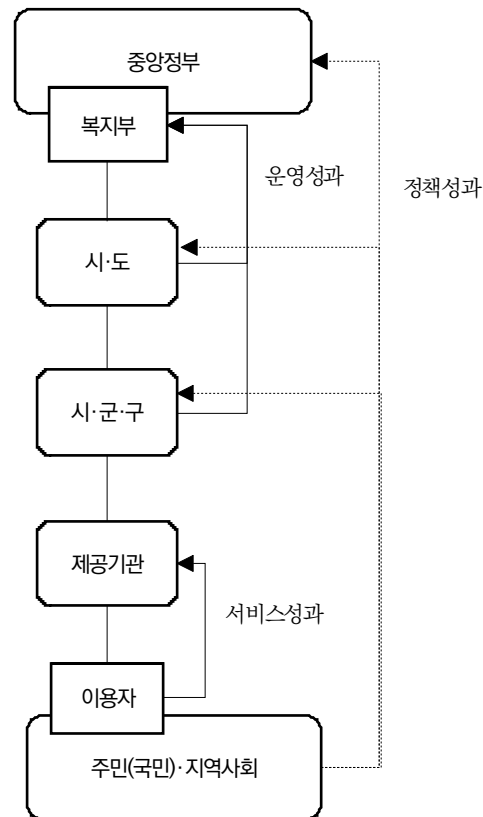 중앙정부
복지부
운영성과
정책성과
시·도
시·군·구
제공기관
서비스성과
이용자
주민(국민)·지역사회